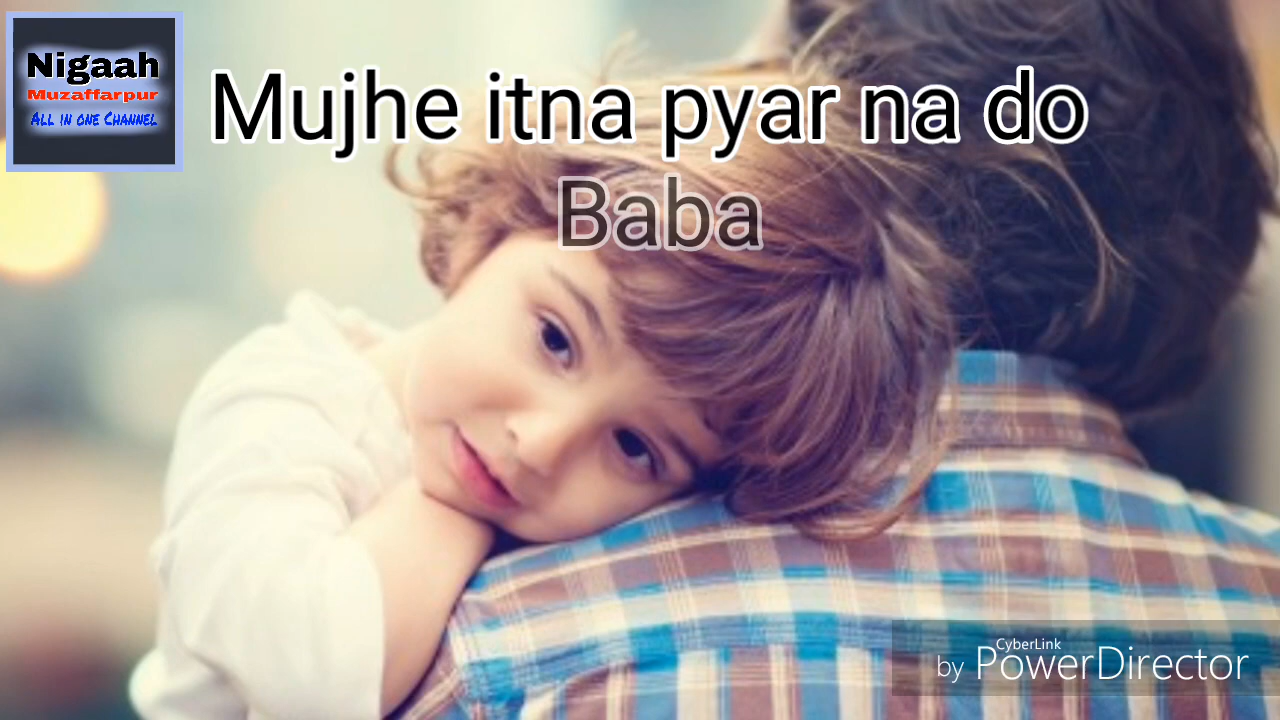 Nigaah
Muzaffarpur
All in one Channel
Mujhe itna pyar na do
Baba
CyberLink
by PowerDirector